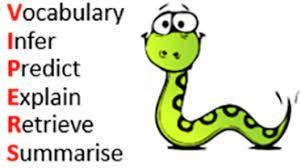 Vocabulary
Infer
Predict
Explain
Retrieve
Summarise